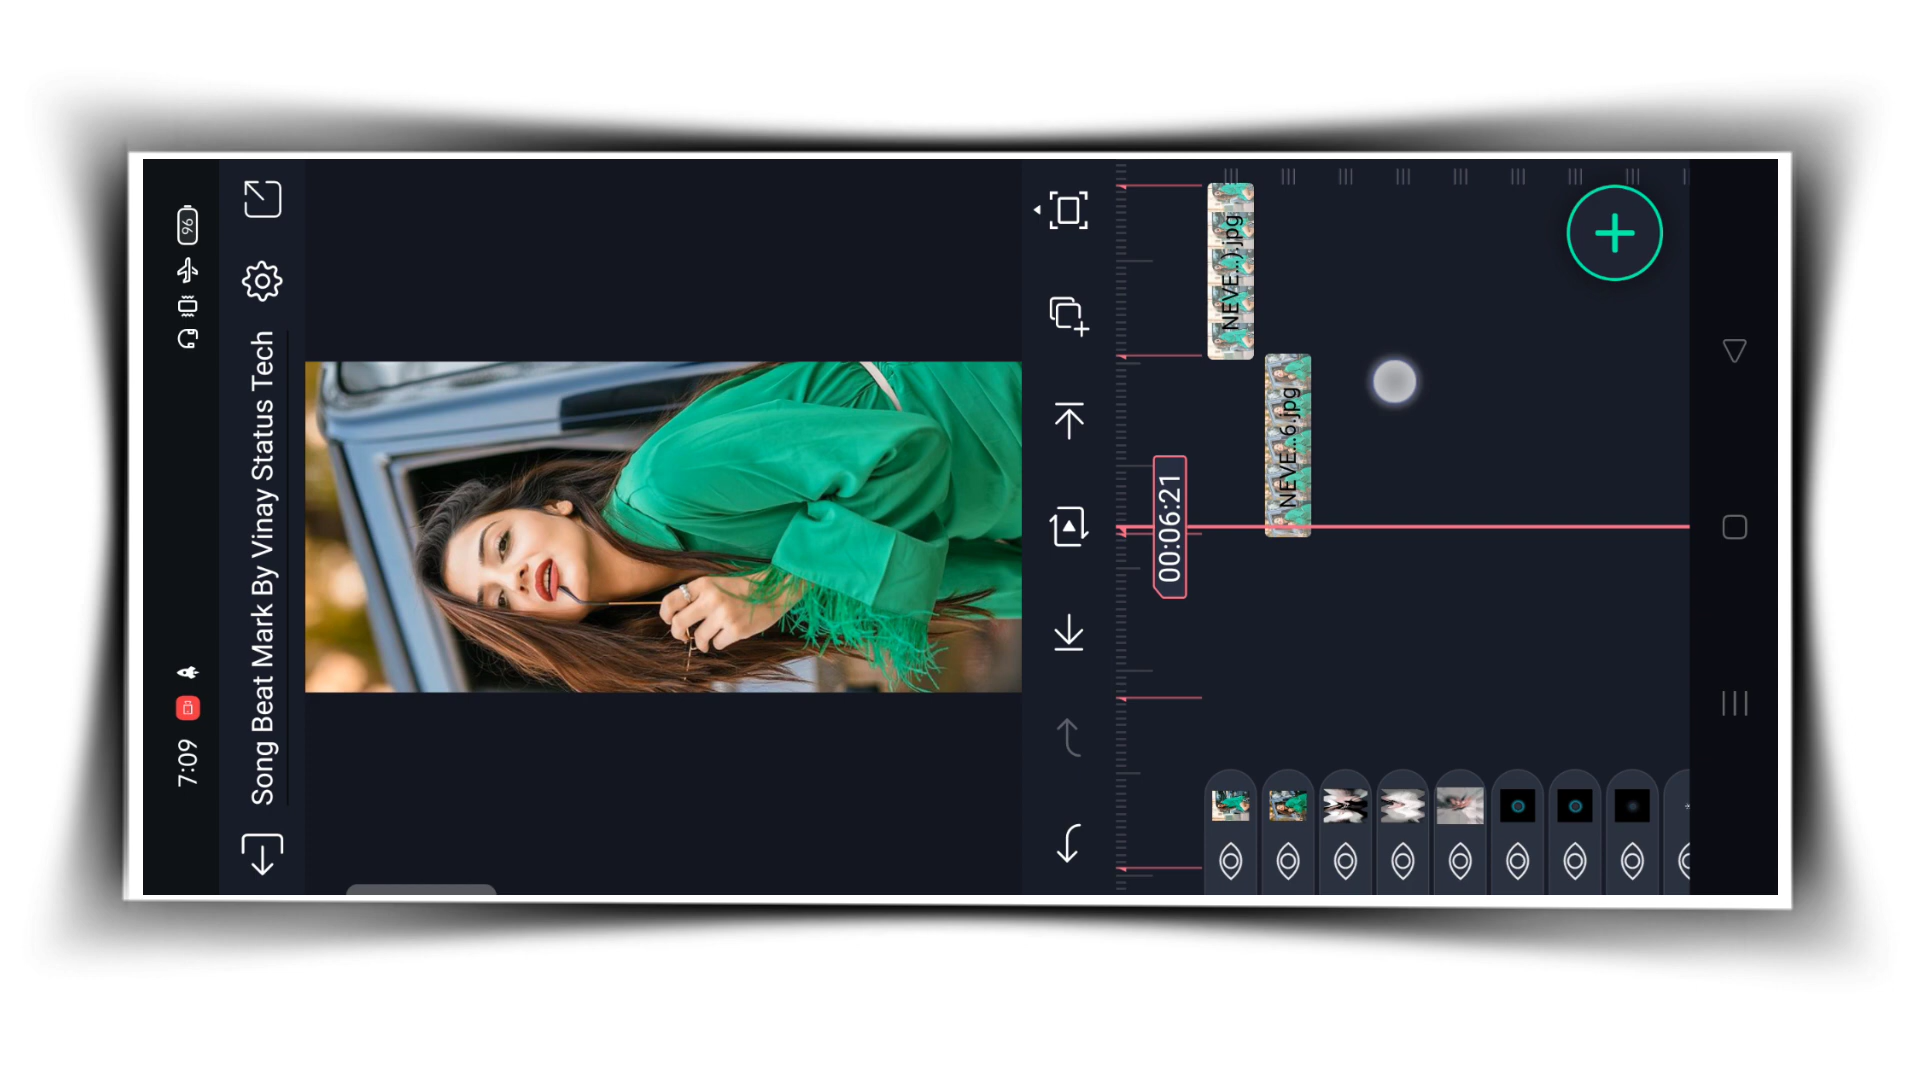 7:09
96
Song Beat Mark By Vinay Status Tech
00:06:21
NEVE...).jpg
NEVE...6.jpg